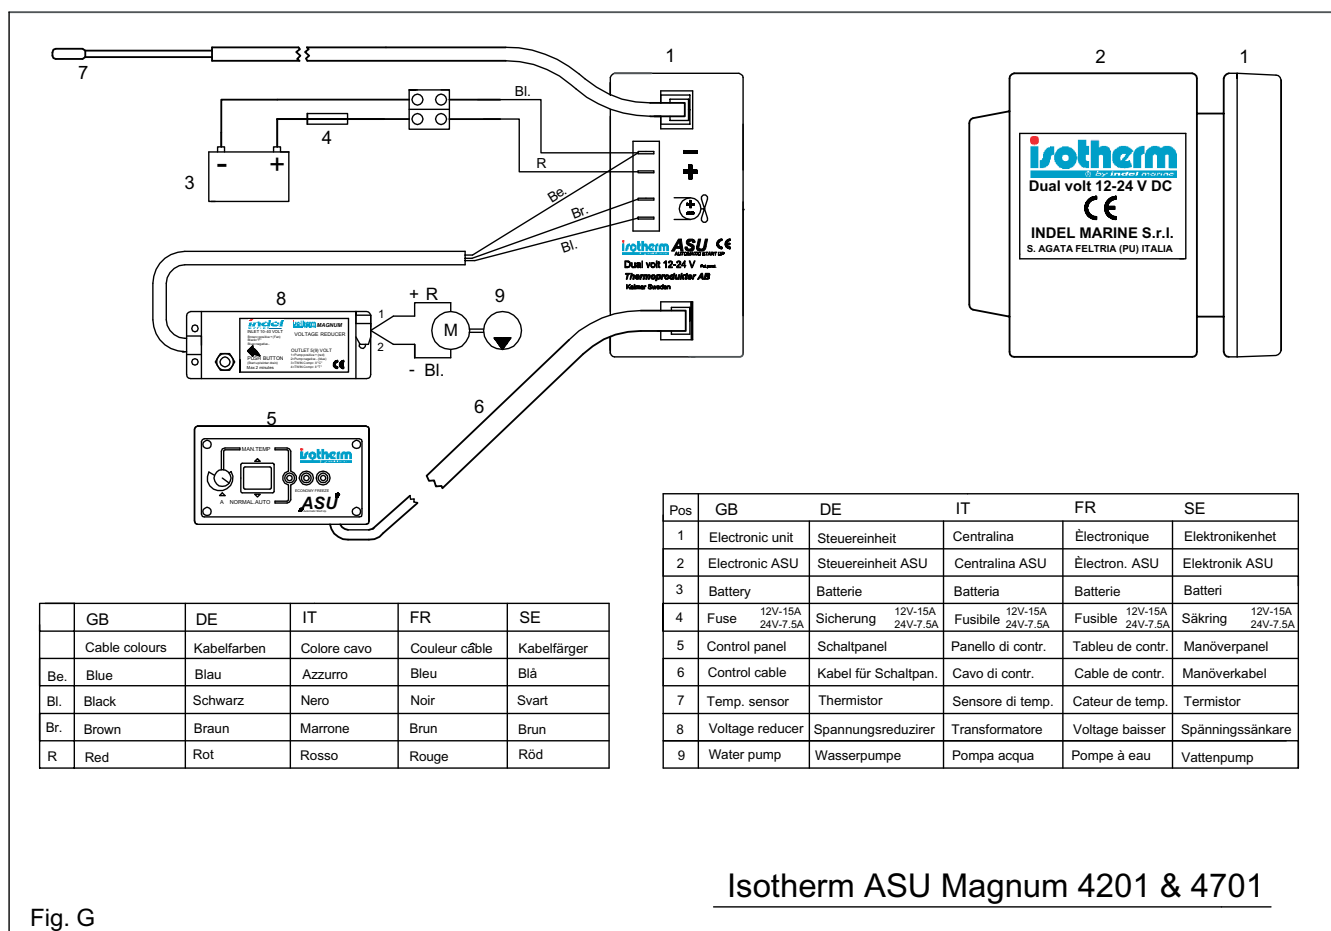 7
1
2
1
Bl.
4
R
3
- +
Be.
Br.
Bl.
isotherm ASU CE
AUTOMATIC START UP
Dual volt 12-24 V
Thermoprodukter AB
Kalmar Sweden
isotherm
® by indel marine
Dual volt 12-24 V DC
CE
INDEL MARINE S.r.l.
S. AGATA FELTRIA (PU) ITALIA
8
+ R
9
1
M
2
- Bl.
indel isotherm MAGNUM
VOLTAGE REDUCER
OUTLET 5(9) VOLT
PUSH BUTTON
Max 2 minutes
CE
6
5
MAN.TEMP
isotherm
A NORMAL AUTO
ECONOMY FREEZE
ASU
Pos GB DE IT FR SE
1 Electronic unit Steuereinheit Centralina Èlectronique Elektronikenhet
2 Electronic ASU Steuereinheit ASU Centralina ASU Èlectron. ASU Elektronik ASU
3 Battery Batterie Batteria Batterie Batteri
4 Fuse 12V-15A 24V-7.5A Sicherung 12V-15A 24V-7.5A Fusibile 12V-15A 24V-7.5A Fusible 12V-15A 24V-7.5A Säkring 12V-15A 24V-7.5A
5 Control panel Schaltpanel Panello di contr. Tableu de contr. Manöverpanel
6 Control cable Kabel für Schaltpan. Cavo di contr. Cable de contr. Manöverkabel
7 Temp. sensor Thermistor Sensore di temp. Cateur de temp. Termistor
8 Voltage reducer Spannungsreduzirer Transformatore Voltage baisser Spänningssänkare
9 Water pump Wasserpumpe Pompa acqua Pompe à eau Vattenpump
GB DE IT FR SE
Cable colours Kabelfarben Colore cavo Couleur câble Kabelfärger
Be. Blue Blau Azzurro Bleu Blå
Bl. Black Schwarz Nero Noir Svart
Br. Brown Braun Marrone Brun Brun
R Red Rot Rosso Rouge Röd
Isotherm ASU Magnum 4201 & 4701
Fig. G